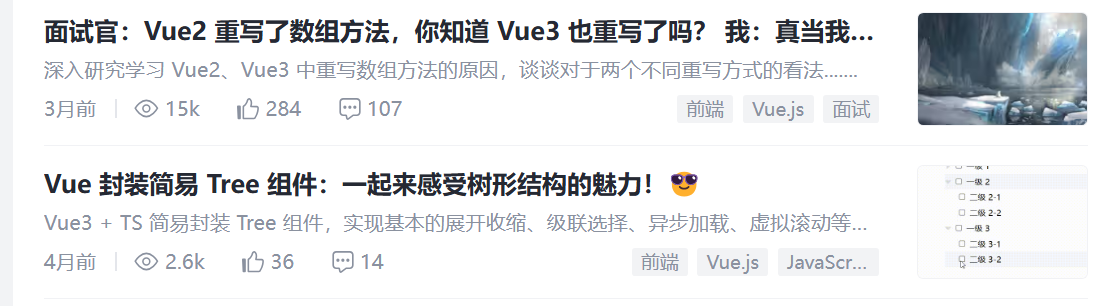 面试官：Vue2 重写了数组方法，你知道 Vue3 也重写了吗？ 我：真当我…
深入研究学习 Vue2、Vue3 中重写数组方法的原因，谈谈对于两个不同重写方式的看法.......
3月前 15k 284 107 前端 Vue.js 面试
Vue 封装简易 Tree 组件：一起来感受树形结构的魅力！😎
Vue3 + TS 简易封装 Tree 组件，实现基本的展开收缩、级联选择、异步加载、虚拟滚动等…
4月前 2.6k 36 14 前端 Vue.js JavaScr…
一级 2
二级 2-1
二级 2-2
一级 3
二级 3-1
二级 3-2